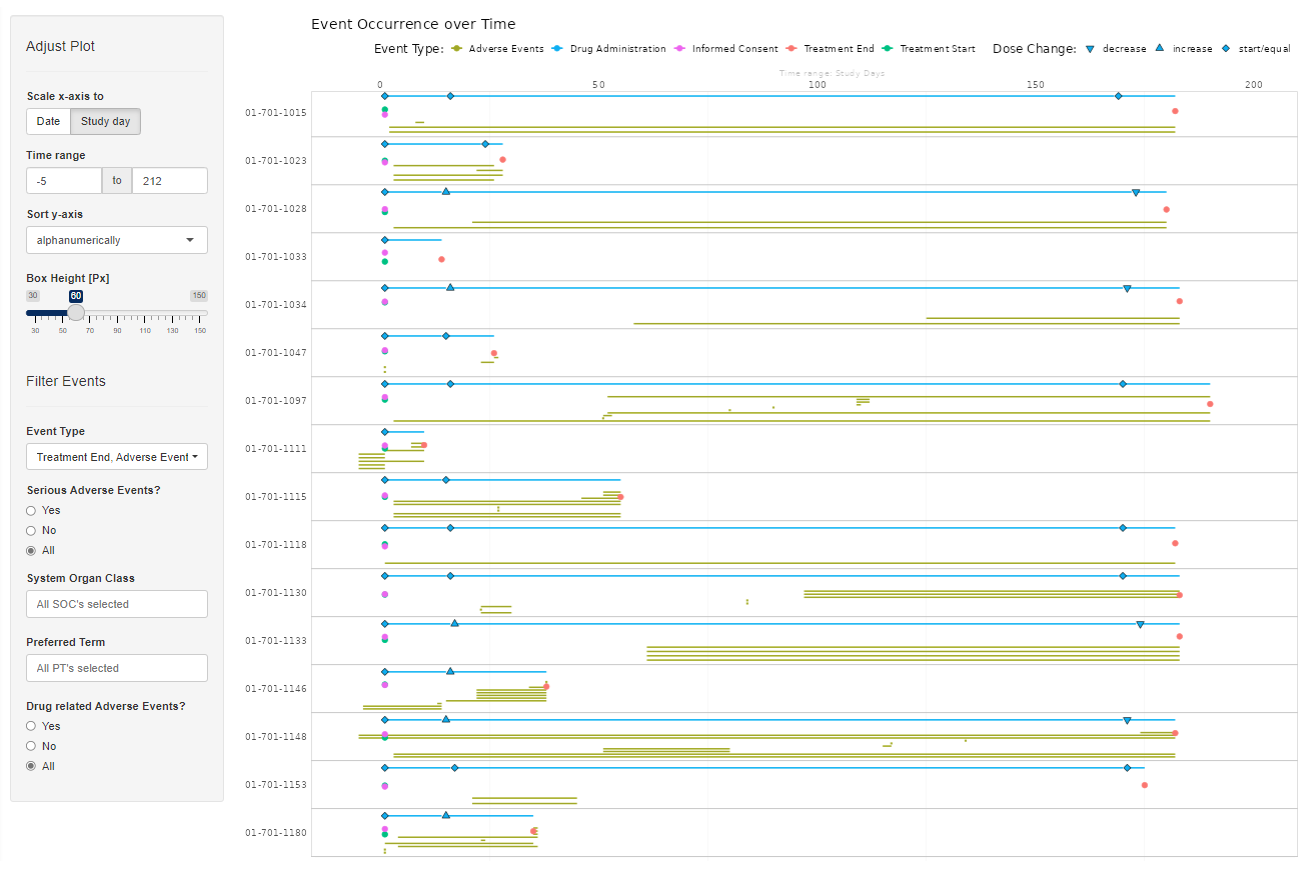 Adjust Plot
Scale x-axis to
Date Study day
Time range
-5 to 212
Sort y-axis
alphanumerically
Box Height [Px]
30 60 150
30 50 70 90 110 130 150
Filter Events
Event Type
Treatment End, Adverse Event
Serious Adverse Events?
Yes
No
All
System Organ Class
All SOC's selected
Preferred Term
All PT's selected
Drug related Adverse Events?
Yes
No
All
Event Occurrence over Time
Event Type: Adverse Events Drug Administration Informed Consent Treatment End Treatment Start Dose Change: decrease increase start/equal
Time range: Study Days
0 50 100 150 200
01-701-1015
01-701-1023
01-701-1028
01-701-1033
01-701-1034
01-701-1047
01-701-1097
01-701-1111
01-701-1115
01-701-1118
01-701-1130
01-701-1133
01-701-1146
01-701-1148
01-701-1153
01-701-1180